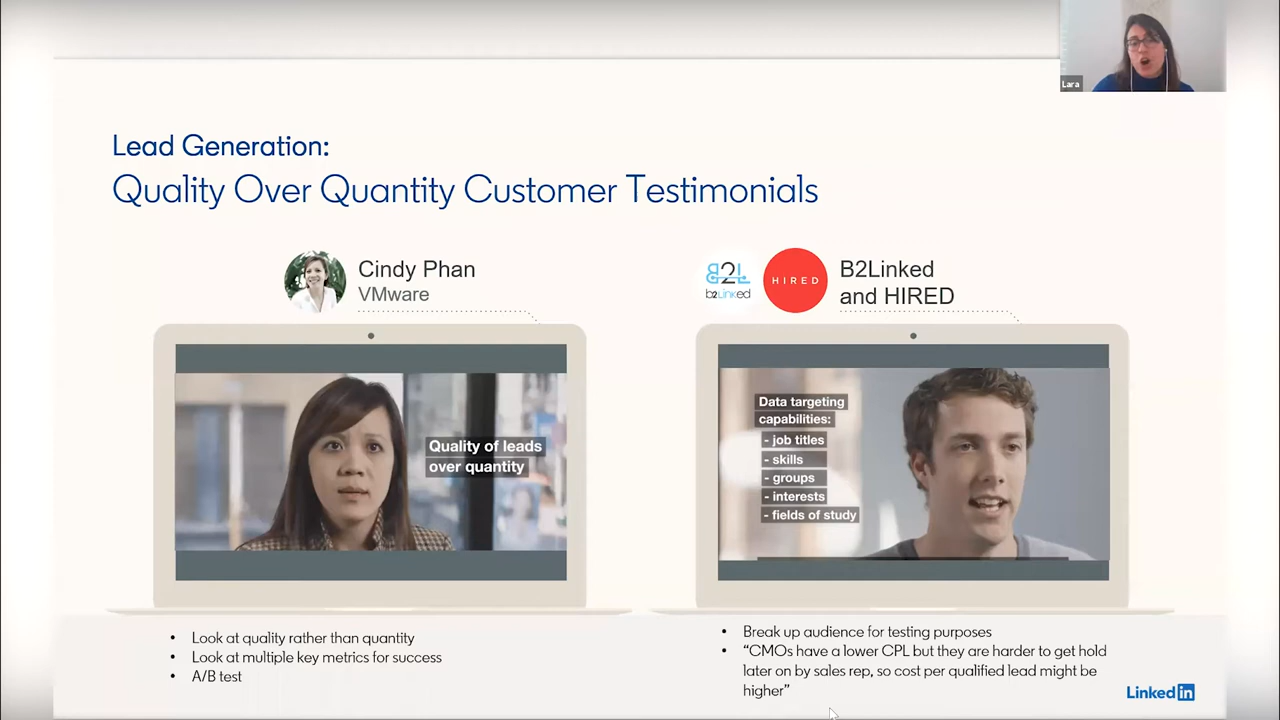 Lara
Lead Generation:
Quality Over Quantity Customer Testimonials
Cindy Phan
VMware
B2L
b2linked
HIRED
B2Linked
and HIRED
Quality of leads
over quantity
Data targeting
capabilities:
- job titles
- skills
- groups
- interests
- fields of study
• Look at quality rather than quantity
• Look at multiple key metrics for success
• A/B test
• Break up audience for testing purposes
• “CMOs have a lower CPL but they are harder to get hold
later on by sales rep, so cost per qualified lead might be
higher”
Linked in